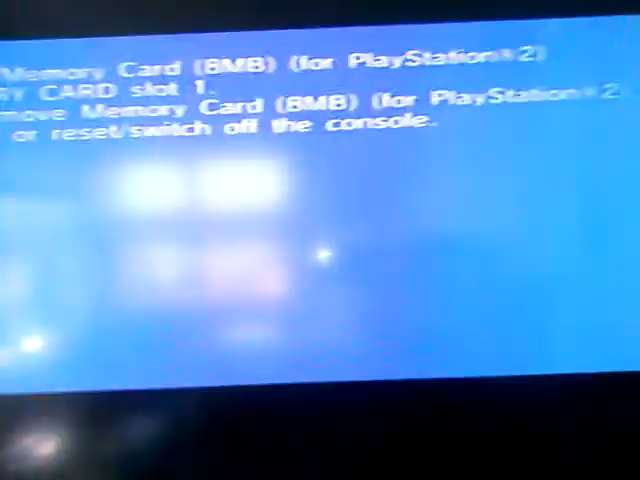 Memory Card (8MB) (for PlayStation®2)
RY CARD slot 1.
move Memory Card (8MB) (for PlayStation®2
or reset/switch off the console.